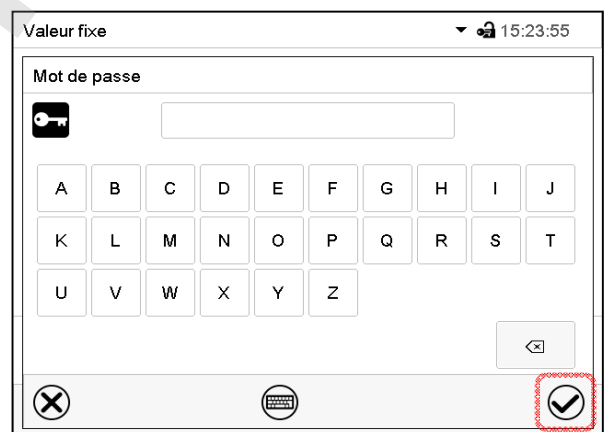 Valeur fixe 15:23:55
Mot de passe
A B C D E F G H I J
K L M N O P Q R S T
U V W X Y Z